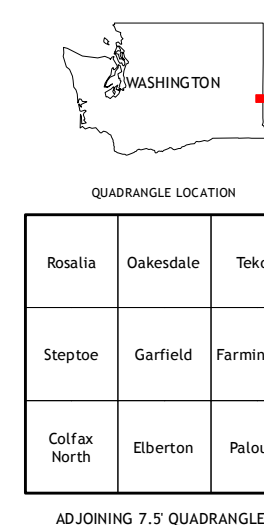 WASHINGTON
QUADRANGLE LOCATION
Rosalia Oakesdale Teko
Steptoe Garfield Farmin
Colfax
North
Elberton Palou
ADJOINING 7.5' QUADRANGLE